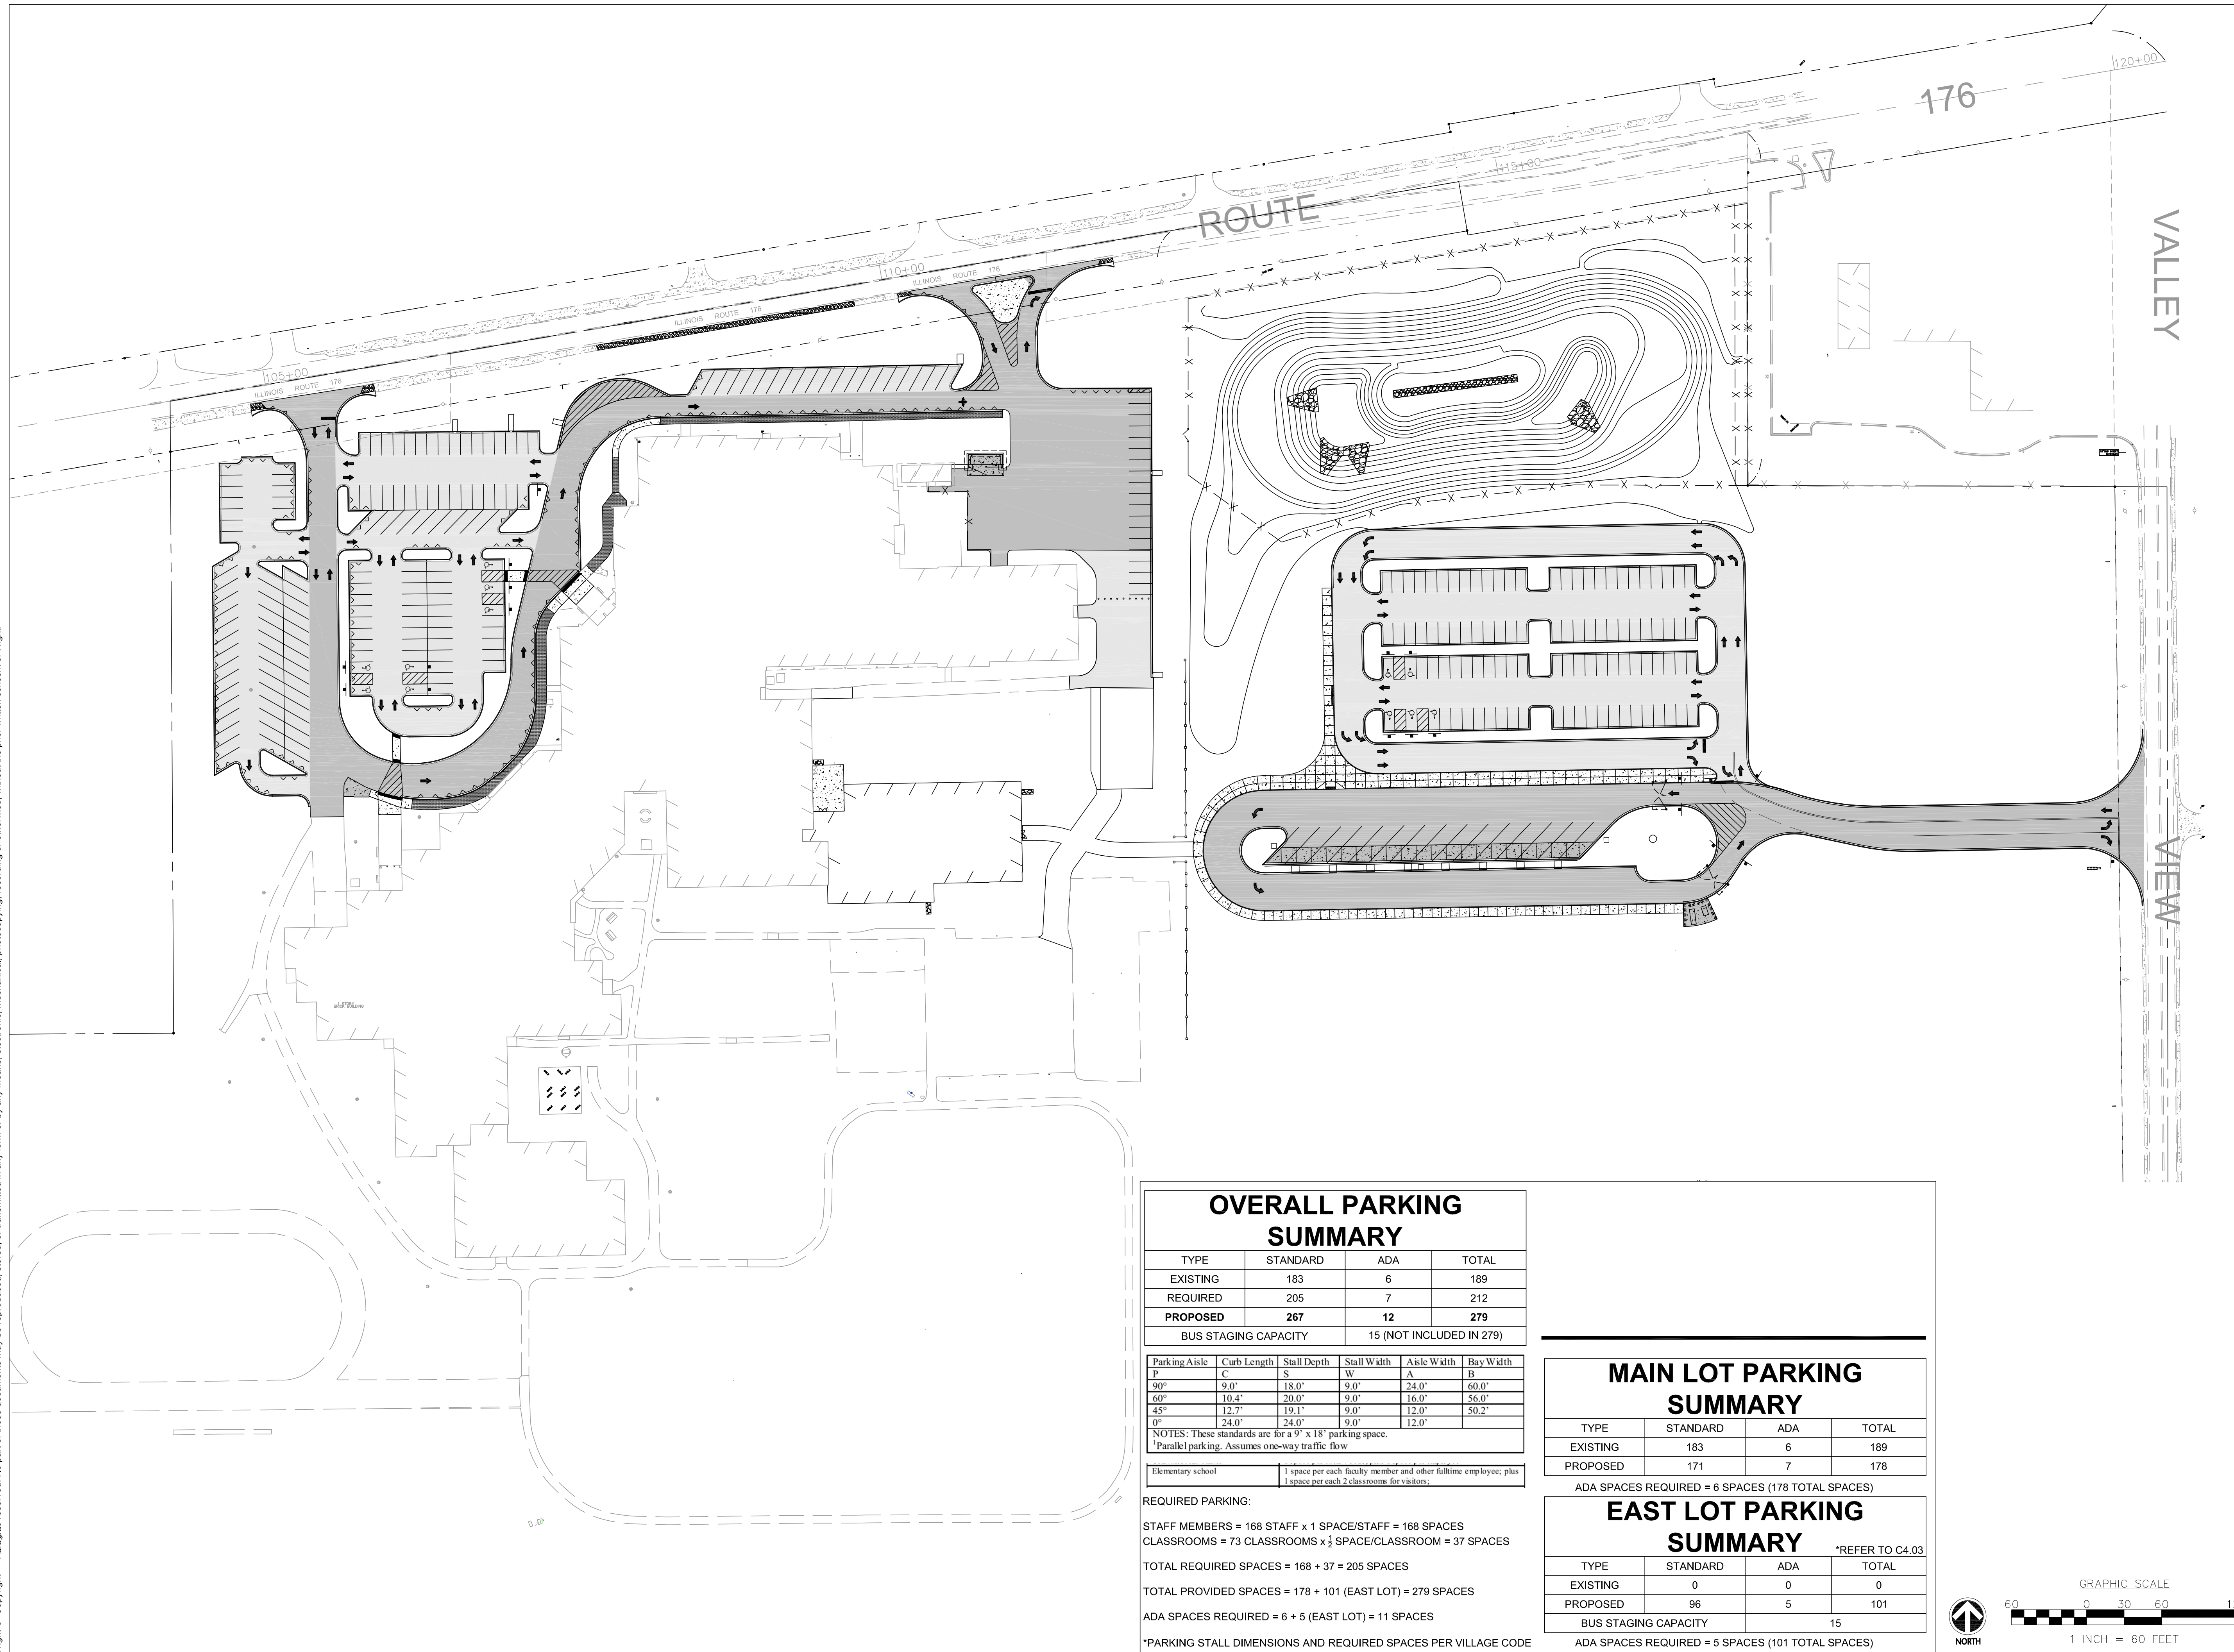 120+00
176
115+00
ROUTE
VALLEY
110+00
ILLINOIS ROUTE 176
ILLINOIS ROUTE 176
105+00
ILLINOIS ROUTE 176
VIEW
1 STORY
BRICK BUILDING
OVERALL PARKING
SUMMARY
TYPE STANDARD ADA TOTAL
EXISTING 183 6 189
REQUIRED 205 7 212
PROPOSED 267 12 279
BUS STAGING CAPACITY 15 (NOT INCLUDED IN 279)
Parking Aisle Curb Length Stall Depth Stall Width Aisle Width Bay Width
P C S W A B
90° 9.0' 18.0' 9.0' 24.0' 60.0'
60° 10.4' 20.0' 9.0' 16.0' 56.0'
45° 12.7' 19.1' 9.0' 12.0' 50.2'
0° 24.0' 24.0' 9.0' 12.0'
NOTES: These standards are for a 9' x 18' parking space.
1Parallel parking. Assumes one-way traffic flow
Elementary school 1 space per each faculty member and other fulltime employee; plus
1 space per each 2 classrooms for visitors;
REQUIRED PARKING:
STAFF MEMBERS = 168 STAFF x 1 SPACE/STAFF = 168 SPACES
CLASSROOMS = 73 CLASSROOMS x 1/2 SPACE/CLASSROOM = 37 SPACES
TOTAL REQUIRED SPACES = 168 + 37 = 205 SPACES
TOTAL PROVIDED SPACES = 178 + 101 (EAST LOT) = 279 SPACES
ADA SPACES REQUIRED = 6 + 5 (EAST LOT) = 11 SPACES
*PARKING STALL DIMENSIONS AND REQUIRED SPACES PER VILLAGE CODE
MAIN LOT PARKING
SUMMARY
TYPE STANDARD ADA TOTAL
EXISTING 183 6 189
PROPOSED 171 7 178
ADA SPACES REQUIRED = 6 SPACES (178 TOTAL SPACES)
EAST LOT PARKING
SUMMARY *REFER TO C4.03
TYPE STANDARD ADA TOTAL
EXISTING 0 0 0
PROPOSED 96 5 101
BUS STAGING CAPACITY 15
ADA SPACES REQUIRED = 5 SPACES (101 TOTAL SPACES)
NORTH
GRAPHIC SCALE
60 0 30 60
1 INCH = 60 FEET